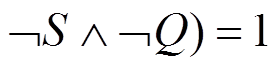 ¬S ∧ ¬Q) = 1